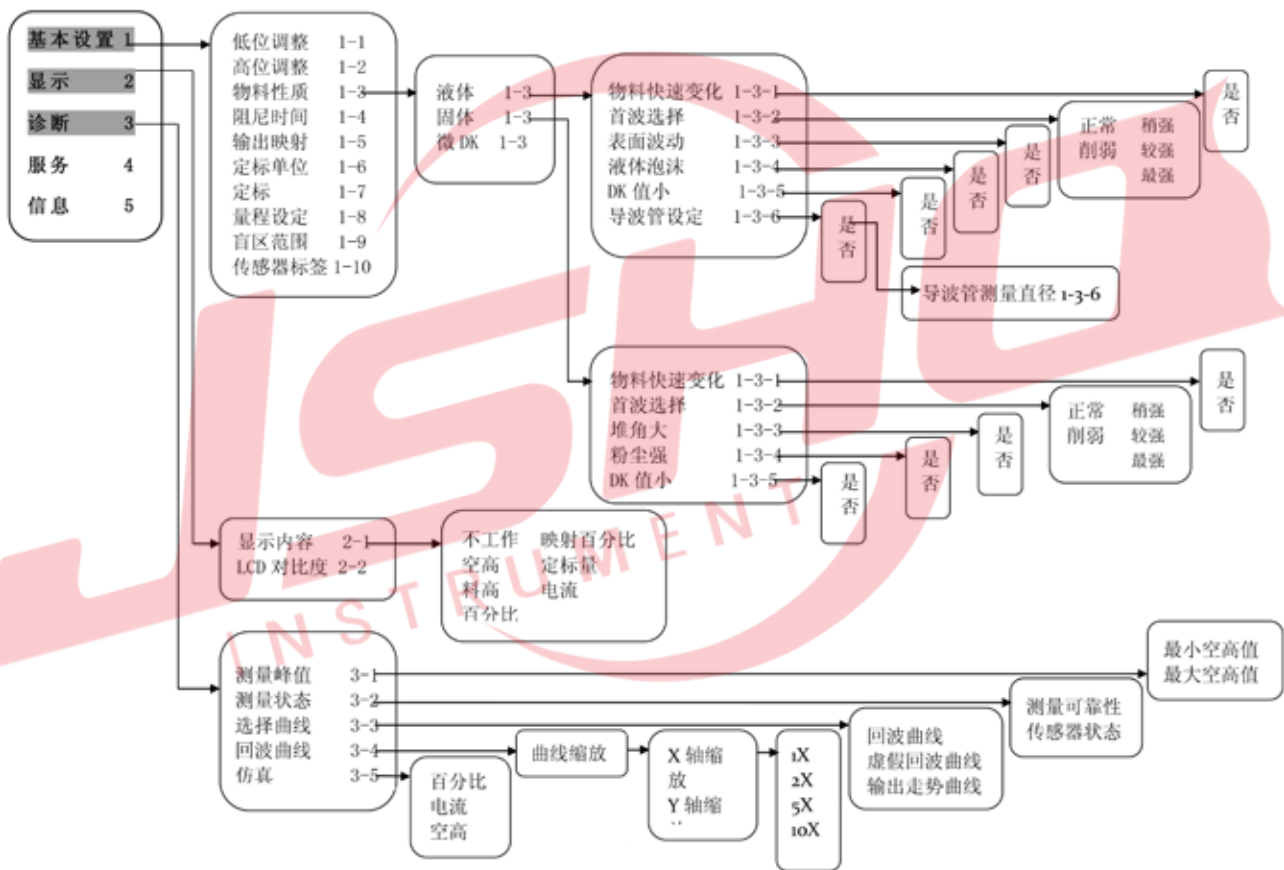 基本设置 1
显示 2
诊断 3
服务 4
信息 5
低位调整 1-1
高位调整 1-2
物料性质 1-3
阻尼时间 1-4
输出映射 1-5
定标单位 1-6
定标 1-7
量程设定 1-8
盲区范围 1-9
传感器标签 1-10
液体 1-3
固体 1-3
微DK 1-3
物料快速变化 1-3-1
首波选择 1-3-2
表面波动 1-3-3
液体泡沫 1-3-4
DK 值小 1-3-5
导波管设定 1-3-6
是
否
是
否
是
否
是
否
正常 稍强
削弱 较强
最强
是
否
导波管测量直径 1-3-6
物料快速变化 1-3-1
首波选择 1-3-2
堆角大 1-3-3
粉尘强 1-3-4
DK 值小 1-3-5
是
否
是
否
是
否
正常 稍强
削弱 较强
最强
是
否
显示内容 2-1
LCD 对比度 2-2
不工作 映射百分比
空高 定标量
料高 电流
百分比
测量峰值 3-1
测量状态 3-2
选择曲线 3-3
回波曲线 3-4
仿真 3-5
百分比
电流
空高
曲线缩放
X 轴缩
放
Y 轴缩
1X
2X
5X
10X
回波曲线
虚假回波曲线
输出走势曲线
测量可靠性
传感器状态
最小空高值
最大空高值
JSHO
INSTRUMENT